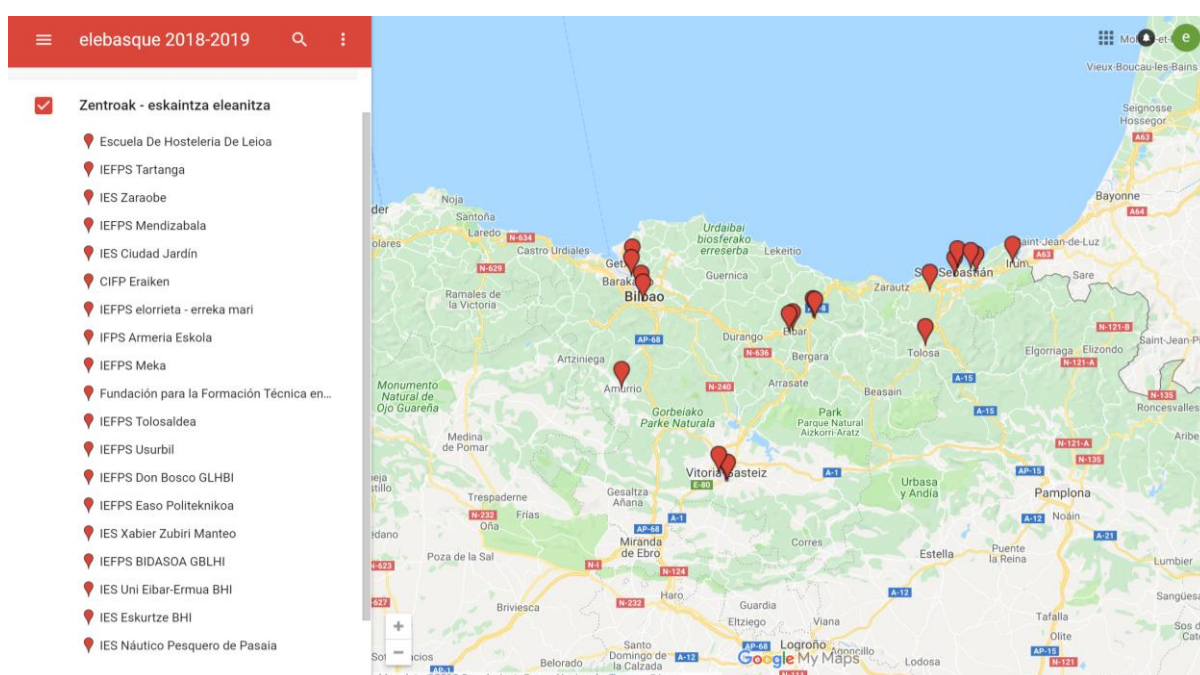 elebasque 2018-2019
Zentroak - eskaintza eleanitza
Escuela De Hosteleria De Leioa
IEFPS Tartanga
IES Zaraobe
IEFPS Mendizabala
IES Ciudad Jardín
CIFP Eraiken
IEFPS elorrieta - erreka mari
IFPS Armeria Eskola
IEFPS Meka
Fundación para la Formación Técnica en...
IEFPS Tolosaldea
IEFPS Usurbil
IEFPS Don Bosco GLHBI
IEFPS Easo Politeknikoa
IES Xabier Zubiri Manteo
IEFPS BIDASOA GBLHI
IES Uni Eibar-Ermua BHI
IES Eskurtze BHI
IES Náutico Pesquero de Pasaia
e
Vieux-Boucau-les-Bains
Seignosse
Hossegor
A63
Bayonne
A64
Noja
Santoña
Laredo
N-634
Castro Urdiales
N-629
Urdaibai
biosferako
erreserba
Lekeitio
Guernica
Bilbao
Ramales de
la Victoria
Zarautz
Irun
Saint-Jean-de-Luz
A63
Sare
AP-68
Durango
Eibar
N-636
Bergara
Tolosa
N-121-B
Elgorriaga
Elizondo
N-121-A
Artziniega
Amurrio
N-240
Arrasate
Beasain
A-15
N-135
Roncesvalles
Monumento
Natural de
Ojo Guareña
Gorbeiako
Parke Naturala
Park
Parque Natural
Aizkorri-Aratz
A-15
Medina
de Pomar
N-121-A
Aribe
N-135
Vitoria-Gasteiz
E-80
A-1
Urbasa
y Andía
AP-15
Pamplona
Trespaderne
Gesaltza
Añana
N-232
Frías
Oña
A-1
A-12
Noáin
AP-68
Miranda
de Ebro
Corres
A-21
Poza de la Sal
N-I
N-124
Estella
Puente
la Reina
Lumbier
Haro
A-12
Briviesca
N-232
Guardia
Eltziego
Viana
Tafalla
Olite
AP-68
Logroño
Agoncillo
AP-15
Santo
Domingo de
la Calzada
Belorado
A-12
Google My Maps
Lodosa
N-121
AP-1